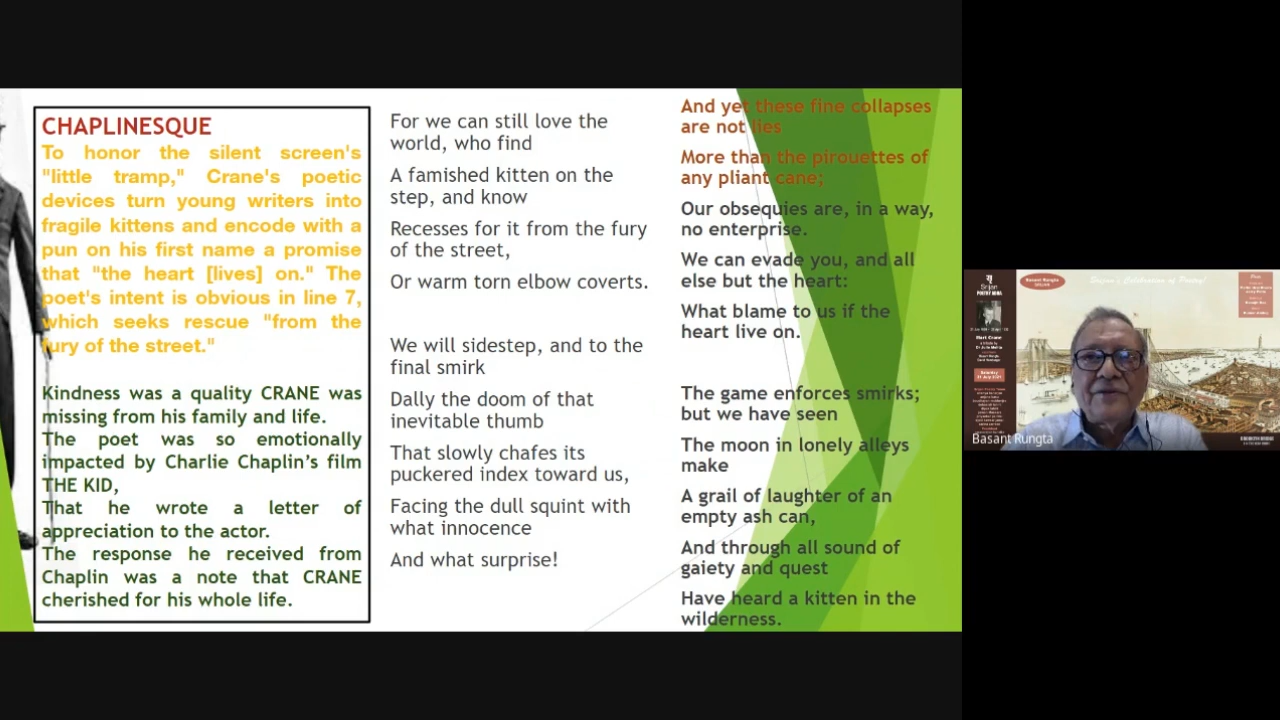 CHAPLINESQUE
To honor the silent screen's
"little tramp," Crane's poetic
devices turn young writers into
fragile kittens and encode with a
pun on his first name a promise
that "the heart [lives] on." The
poet's intent is obvious in line 7,
which seeks rescue "from the
fury of the street."
Kindness was a quality CRANE was
missing from his family and life.
The poet was so emotionally
impacted by Charlie Chaplin's film
THE KID,
That he wrote a letter of
appreciation to the actor.
The response he received from
Chaplin was a note that CRANE
cherished for his whole life.
For we can still love the
world, who find
A famished kitten on the
step, and know
Recesses for it from the fury
of the street,
Or warm torn elbow coverts.
We will sidestep, and to the
final smirk
Dally the doom of that
inevitable thumb
That slowly chafes its
puckered index toward us,
Facing the dull squint with
what innocence
And what surprise!
And yet these fine collapses
are not lies
More than the pirouettes of
any pliant cane;
Our obsequies are, in a way,
no enterprise.
We can evade you, and all
else but the heart:
What blame to us if the
heart live on.
The game enforces smirks;
but we have seen
The moon in lonely alleys
make
A grail of laughter of an
empty ash can,
And through all sound of
gaiety and quest
Have heard a kitten in the
wilderness.
Srijan
POETRY
Basant Rungta
Hart Crane
Srijan's Celebration of Poetry!
Basant Rungta